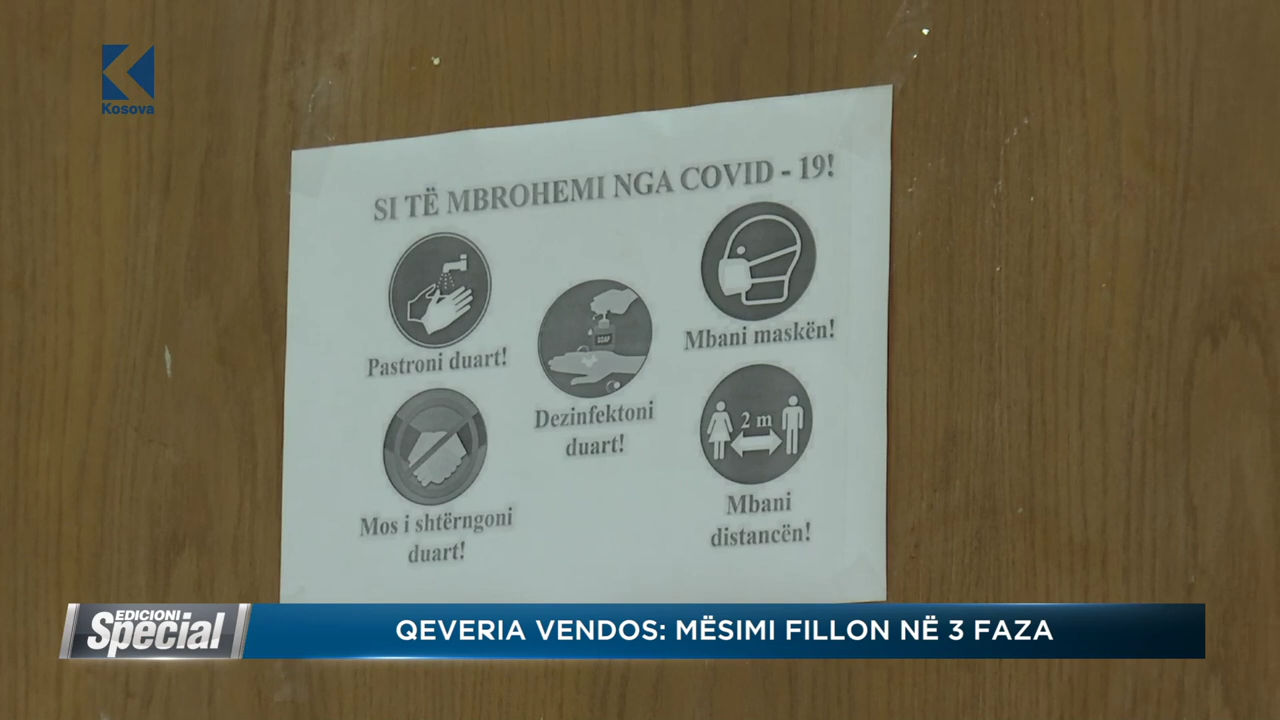 Kosova
SI TË MBROHEMI NGA COVID - 19!
Pastroni duart!
SOAP
Dezinfektoni
duart!
Mbani maskën!
Mos i shtërngoni
duart!
2 m
Mbani
distancën!
EDICIONI
Special
QEVERIA VENDOS: MËSIMI FILLON NË 3 FAZA